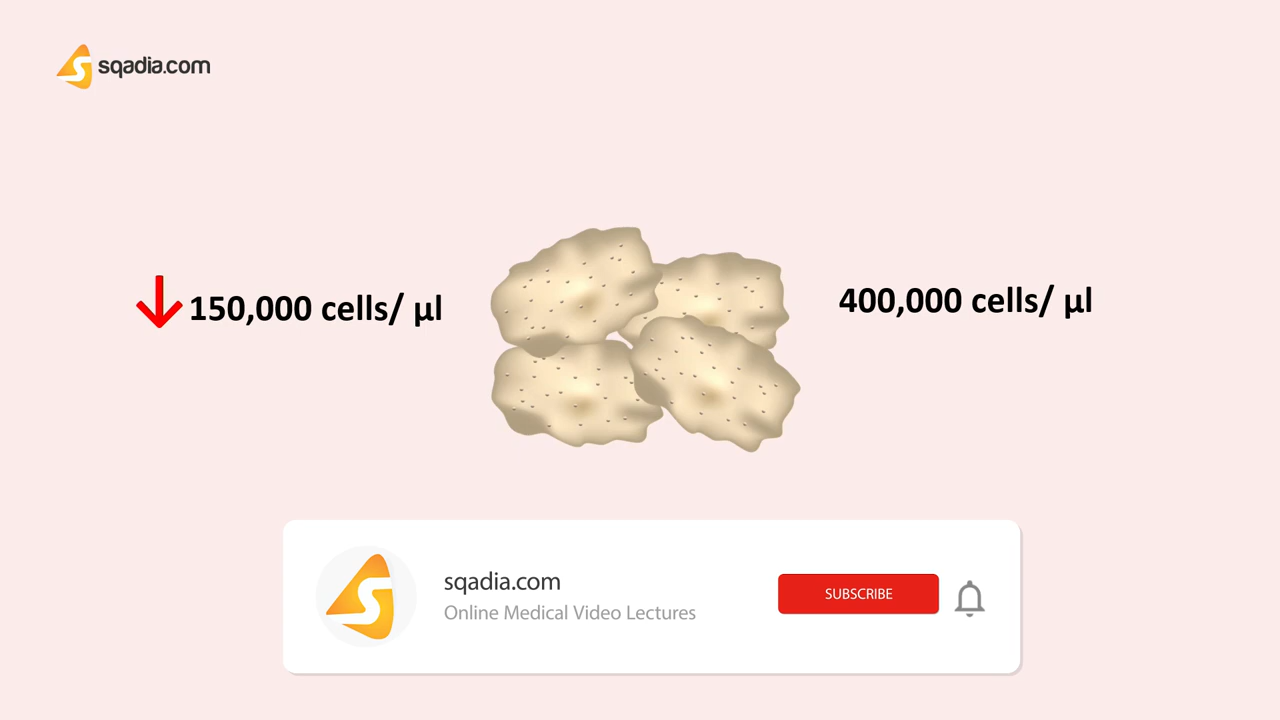 sqadia.com
150,000 cells/ µl
400,000 cells/ µl
sqadia.com
Online Medical Video Lectures
SUBSCRIBE